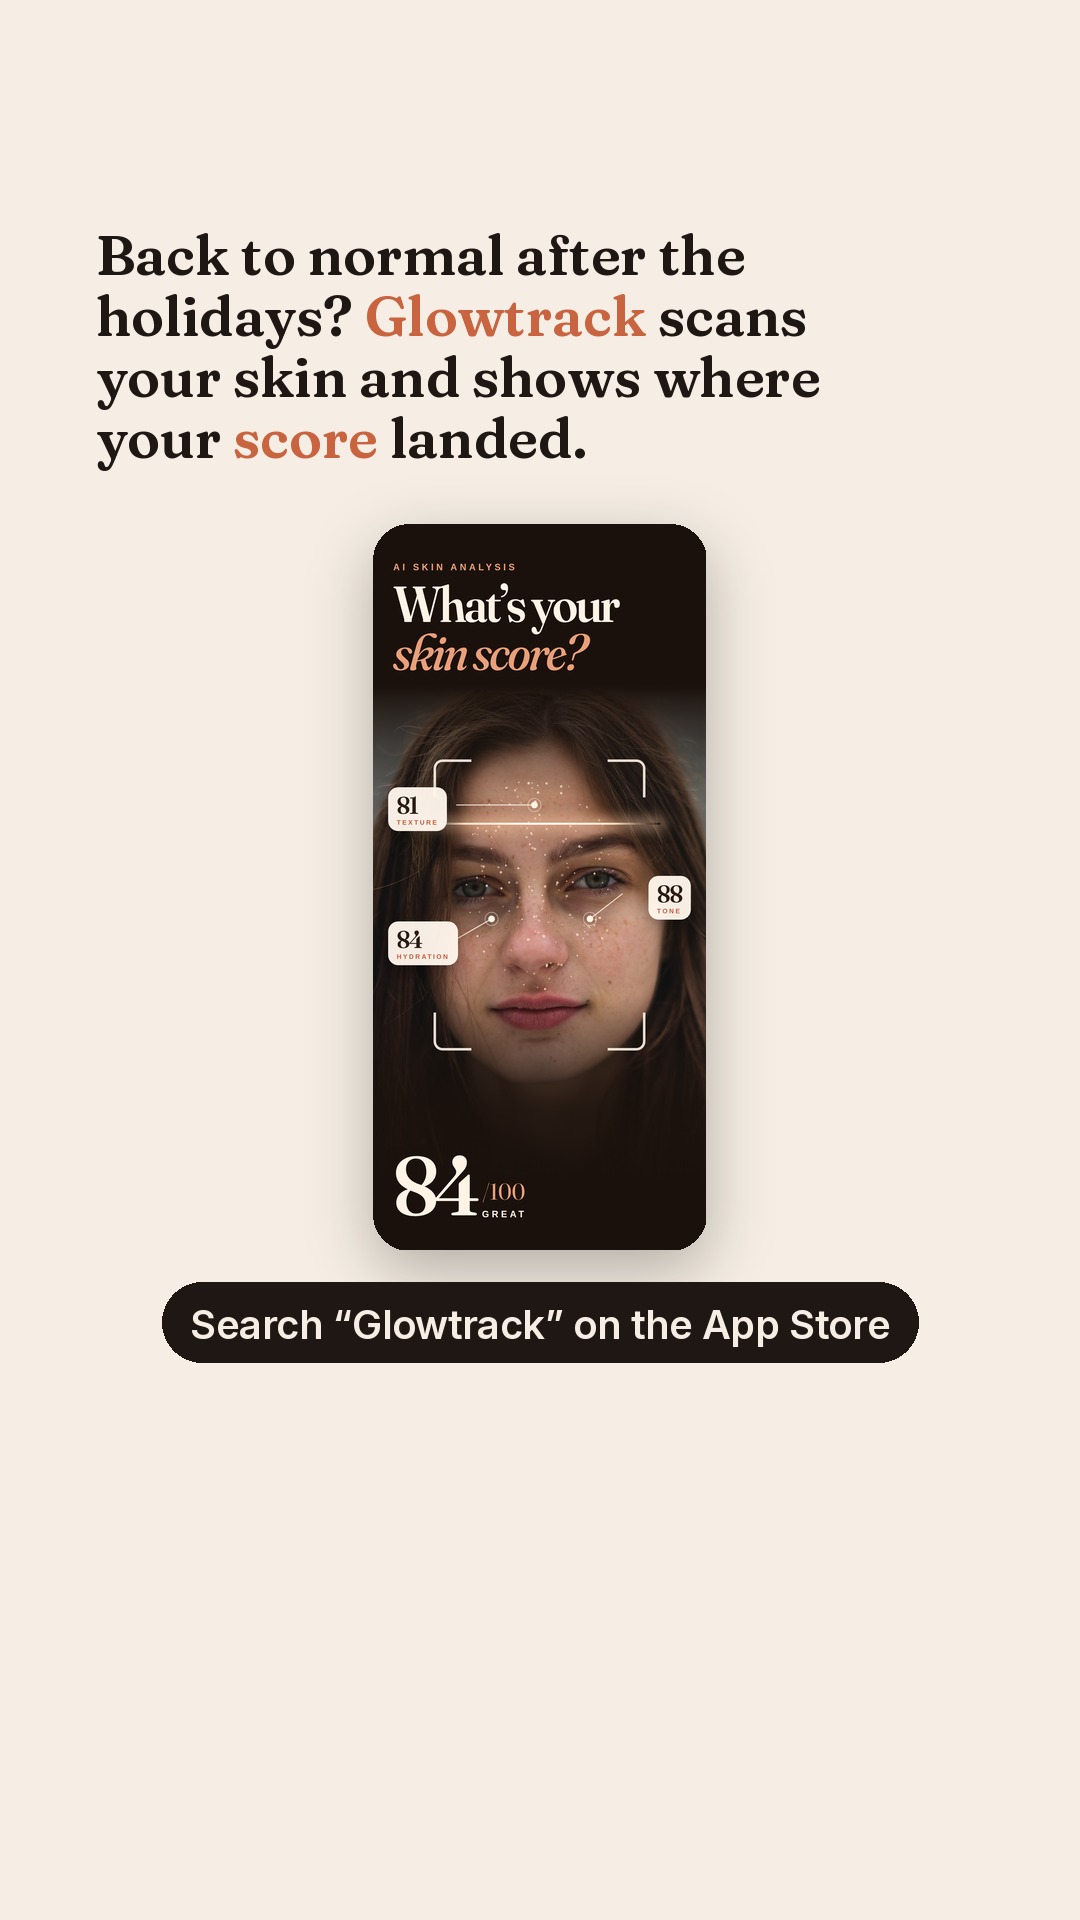 Back to normal after the
holidays? Glowtrack scans
your skin and shows where
your score landed.
AI SKIN ANALYSIS
What’s your
skin score?
81
TEXTURE
88
TONE
84
HYDRATION
84 /100
GREAT
Search “Glowtrack” on the App Store